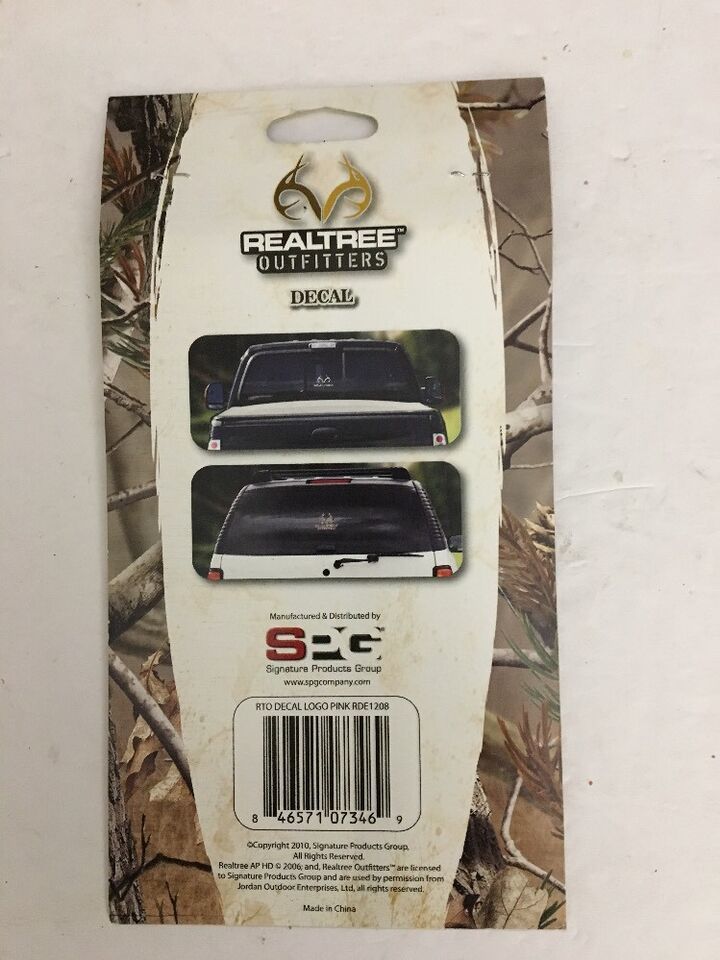 REALTREE™
OUTFITTERS
DECAL
Manufactured & Distributed by
SPG
Signature Products Group
www.spgcompany.com
RTO DECAL LOGO PINK RDE1208
8 46571 07346 9
©Copyright 2010, Signature Products Group,
All Rights Reserved.
Realtree AP HD © 2006; and, Realtree Outfitters™ are licensed
to Signature Products Group and are used by permission from
Jordan Outdoor Enterprises, Ltd, all rights reserved.
Made in China